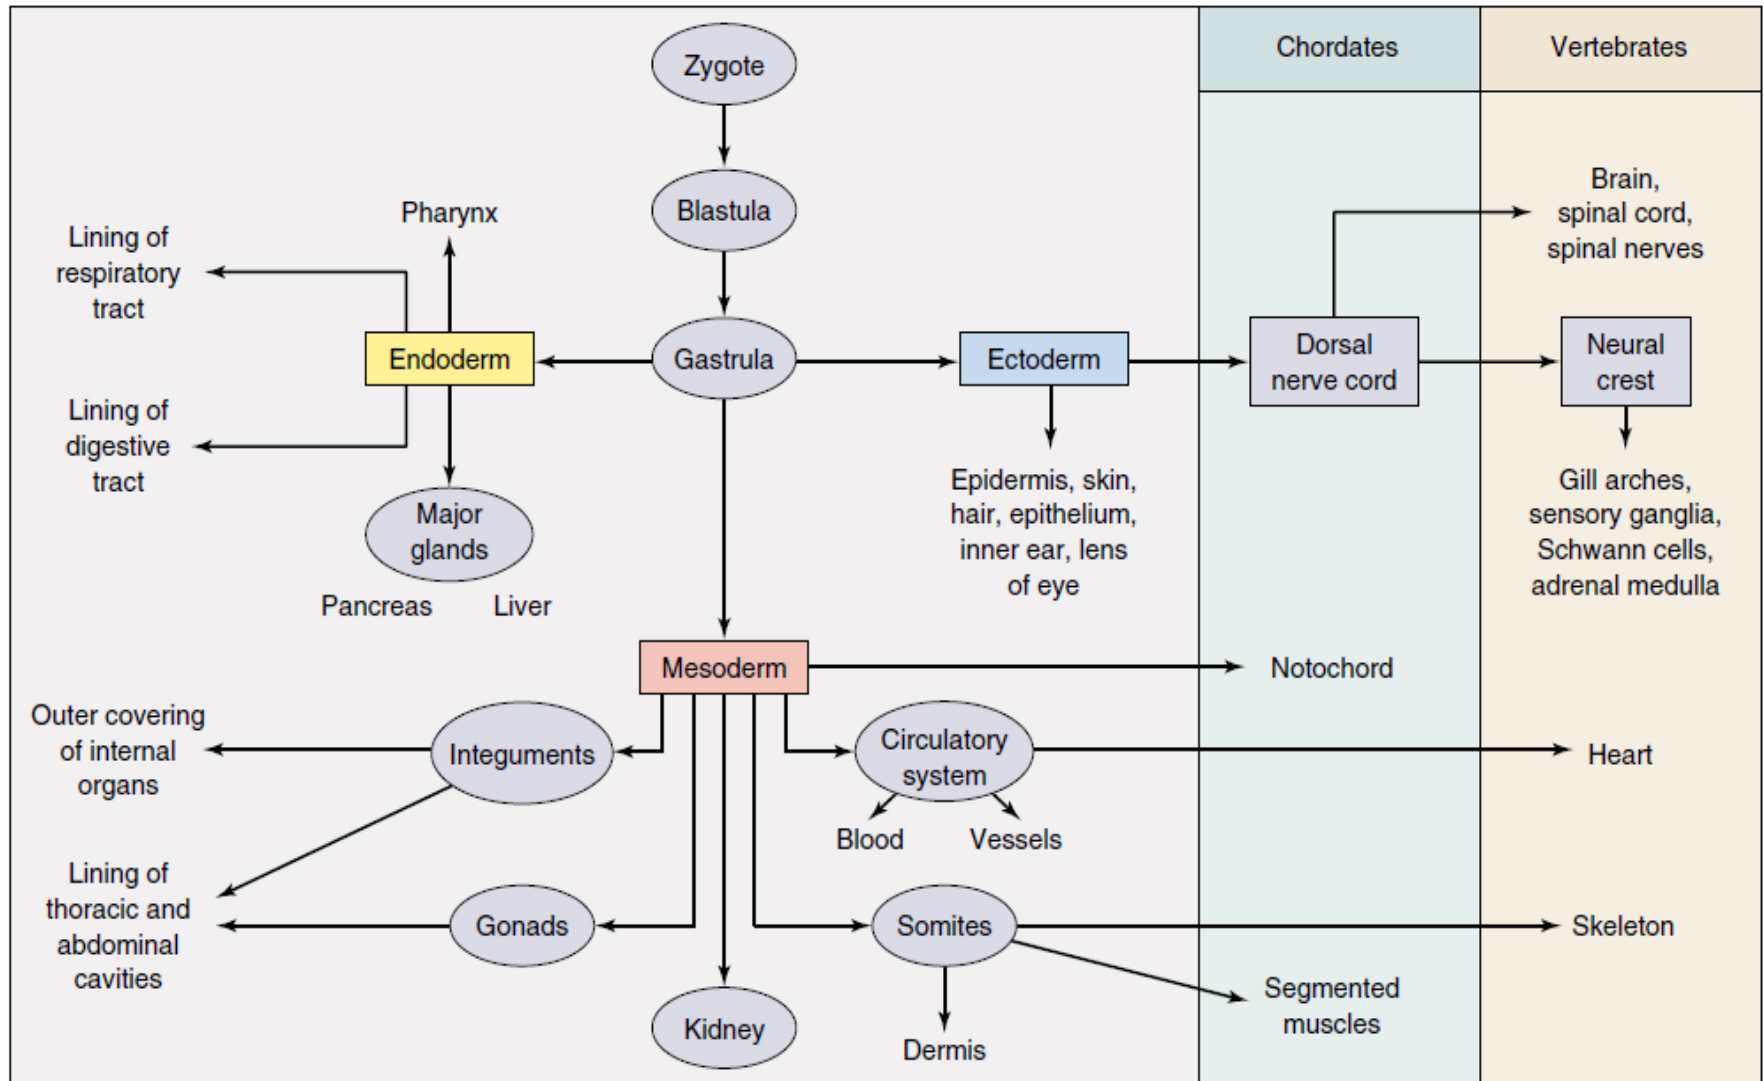 Chordates
Vertebrates
Zygote
Blastula
Gastrula
Pharynx
Lining of
respiratory
tract
Endoderm
Lining of
digestive
tract
Major
glands
Pancreas
Liver
Ectoderm
Epidermis, skin,
hair, epithelium,
inner ear, lens
of eye
Dorsal
nerve cord
Brain,
spinal cord,
spinal nerves
Neural
crest
Gill arches,
sensory ganglia,
Schwann cells,
adrenal medulla
Mesoderm
Notochord
Outer covering
of internal
organs
Integuments
Circulatory
system
Heart
Blood
Vessels
Lining of
thoracic and
abdominal
cavities
Gonads
Somites
Skeleton
Kidney
Dermis
Segmented
muscles